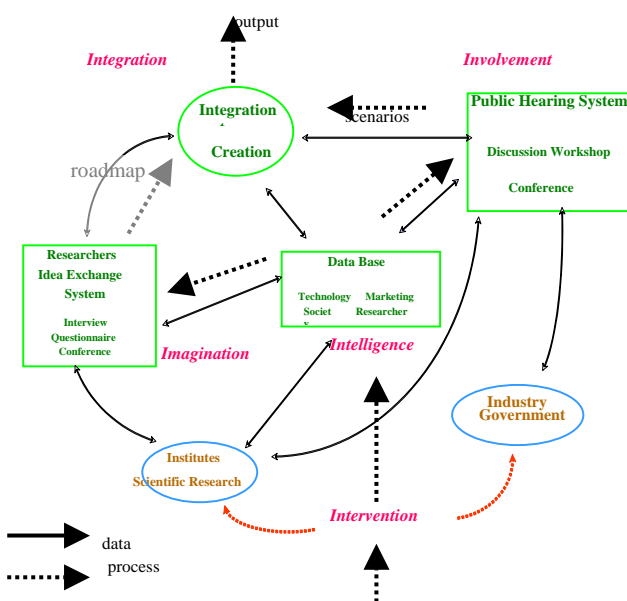 output
Integration
Involvement
Integration
Creation
scenarios
Public Hearing System
Discussion Workshop
Conference
roadmap
Researchers
Idea Exchange
System
Interview
Questionnaire
Conference
Data Base
Technology Marketing
Societ Researcher
Imagination
Intelligence
Industry
Government
Institutes
Scientific Research
Intervention
data
process